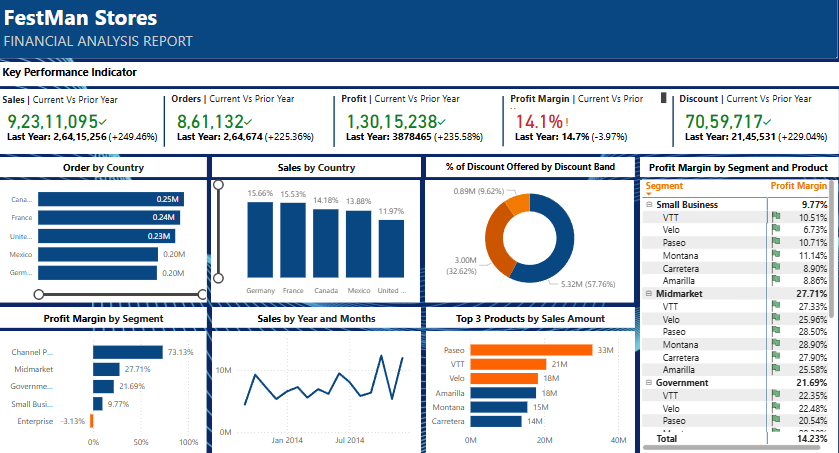 FestMan Stores
FINANCIAL ANALYSIS REPORT
Key Performance Indicator
Sales | Current Vs Prior Year
9,23,11,095✓
Last Year: 2,64,15,256 (+249.46%)
Orders | Current Vs Prior Year
8,61,132✓
Last Year: 2,64,674 (+225.36%)
Profit | Current Vs Prior Year
1,30,15,238✓
Last Year: 3878465 (+235.58%)
Profit Margin | Current Vs Prior
14.1%!
Last Year: 14.7% (-3.97%)
Discount | Current Vs Prior Year
70,59,717✓
Last Year: 21,45,531 (+229.04%)
Order by Country
Cana... 0.25M
France 0.24M
Unite... 0.23M
Mexico 0.20M
Germ... 0.20M
Sales by Country
15.66% 15.53% 14.18% 13.88% 11.97%
Germany France Canada Mexico United ...
% of Discount Offered by Discount Band
0.89M (9.62%)
3.00M
(32.62%)
5.32M (57.76%)
Profit Margin by Segment and Product
Segment Profit Margin
Small Business 9.77%
VTT 10.51%
Velo 6.73%
Paseo 10.71%
Montana 11.14%
Carretera 8.90%
Amarilla 8.86%
Midmarket 27.71%
VTT 27.33%
Velo 25.96%
Paseo 28.50%
Montana 28.90%
Carretera 27.90%
Amarilla 25.58%
Government 21.69%
VTT 22.35%
Velo 22.48%
Paseo 20.54%
Total 14.23%
Profit Margin by Segment
Channel P... 73.13%
Midmarket 27.71%
Governme... 21.69%
Small Busi... 9.77%
Enterprise -3.13%
0% 50% 100%
Sales by Year and Months
10M
0M
Jan 2014 Jul 2014
Top 3 Products by Sales Amount
Paseo 33M
VTT 21M
Velo 18M
Amarilla 18M
Montana 15M
Carretera 14M
0M 20M 40M